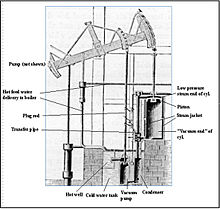 Pump (not shown)
Hot feed water
delivery to boiler
Plug rod
Transfer pipe
Hot well
Cold water tank
Vacuum
pump
Condenser
Low pressure
steam end of cyl.
Piston
Steam jacket
"Vacuum end" of
cyl.